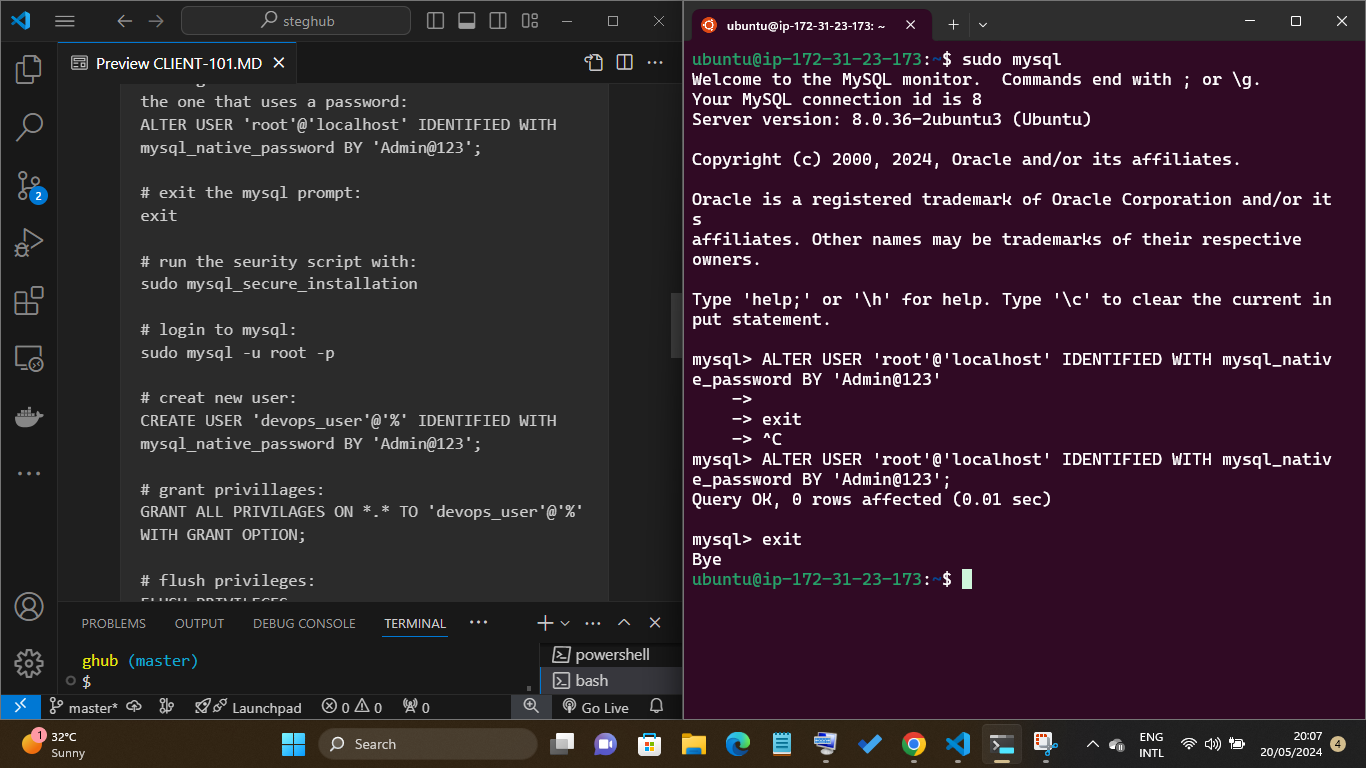 steghub
Preview CLIENT-101.MD
the one that uses a password:
ALTER USER 'root'@'localhost' IDENTIFIED WITH
mysql_native_password BY 'Admin@123';
# exit the mysql prompt:
exit
# run the seurity script with:
sudo mysql_secure_installation
# login to mysql:
sudo mysql -u root -p
# creat new user:
CREATE USER 'devops_user'@'%' IDENTIFIED WITH
mysql_native_password BY 'Admin@123';
# grant privillages:
GRANT ALL PRIVILAGES ON *.* TO 'devops_user'@'%'
WITH GRANT OPTION;
# flush privileges:
2
PROBLEMS OUTPUT DEBUG CONSOLE TERMINAL
ghub (master)
$
powershell
bash
master* Launchpad 0 0 0 Go Live
ubuntu@ip-172-31-23-173: ~
ubuntu@ip-172-31-23-173:~$ sudo mysql
Welcome to the MySQL monitor.  Commands end with ; or \g.
Your MySQL connection id is 8
Server version: 8.0.36-2ubuntu3 (Ubuntu)
Copyright (c) 2000, 2024, Oracle and/or its affiliates.
Oracle is a registered trademark of Oracle Corporation and/or it
s
affiliates. Other names may be trademarks of their respective
owners.
Type 'help;' or '\h' for help. Type '\c' to clear the current in
put statement.
mysql> ALTER USER 'root'@'localhost' IDENTIFIED WITH mysql_nativ
e_password BY 'Admin@123'
    ->
    -> exit
    -> ^C
mysql> ALTER USER 'root'@'localhost' IDENTIFIED WITH mysql_nativ
e_password BY 'Admin@123';
Query OK, 0 rows affected (0.01 sec)
mysql> exit
Bye
ubuntu@ip-172-31-23-173:~$
1
32°C
Sunny
Search
ENG
INTL
20:07
20/05/2024
4